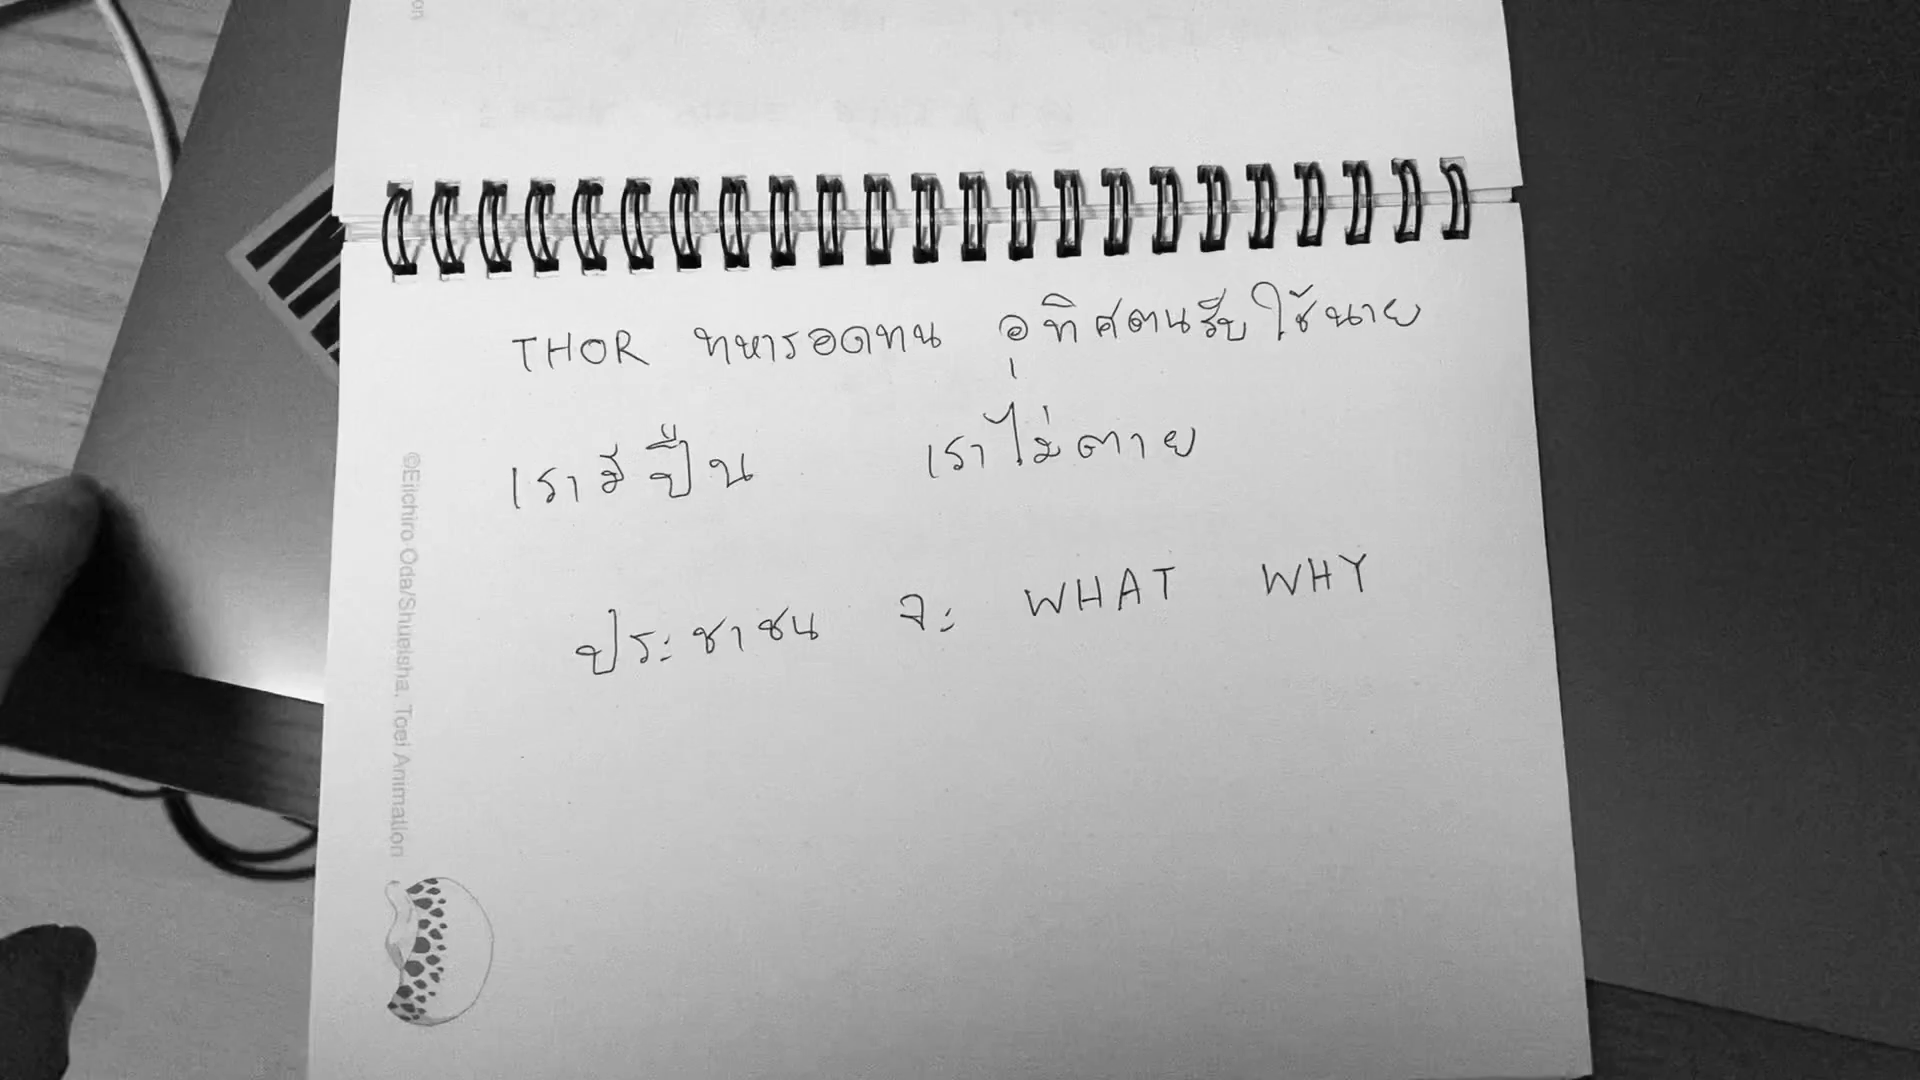 THOR ทหารอดทน อุทิศตนรับใช้นาย
เรามีปืน เราไม่ตาย
ประชาชน จะ WHAT WHY
©Eiichiro Oda/Shueisha, Toei Animation
on